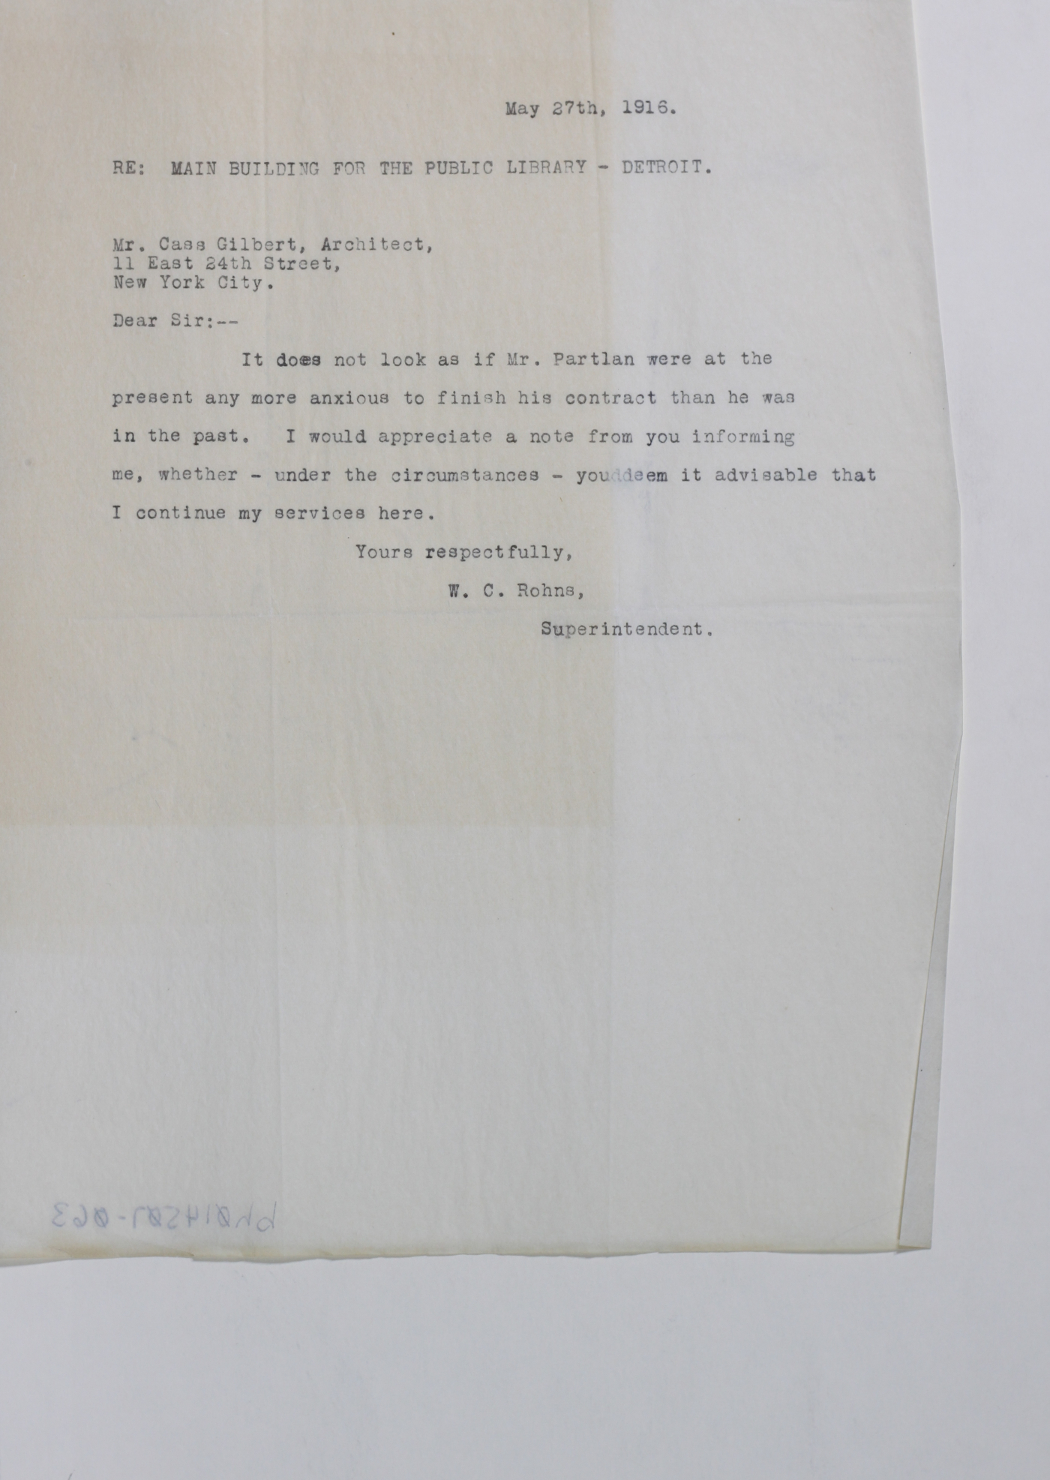 May 27th, 1916.
RE: MAIN BUILDING FOR THE PUBLIC LIBRARY - DETROIT.
Mr. Cass Gilbert, Architect,
11 East 24th Street,
New York City.
Dear Sir:--
It does not look as if Mr. Partlan were at the
present any more anxious to finish his contract than he was
in the past. I would appreciate a note from you informing
me, whether - under the circumstances - you deem it advisable that
I continue my services here.
Yours respectfully,
W. C. Rohns,
Superintendent.